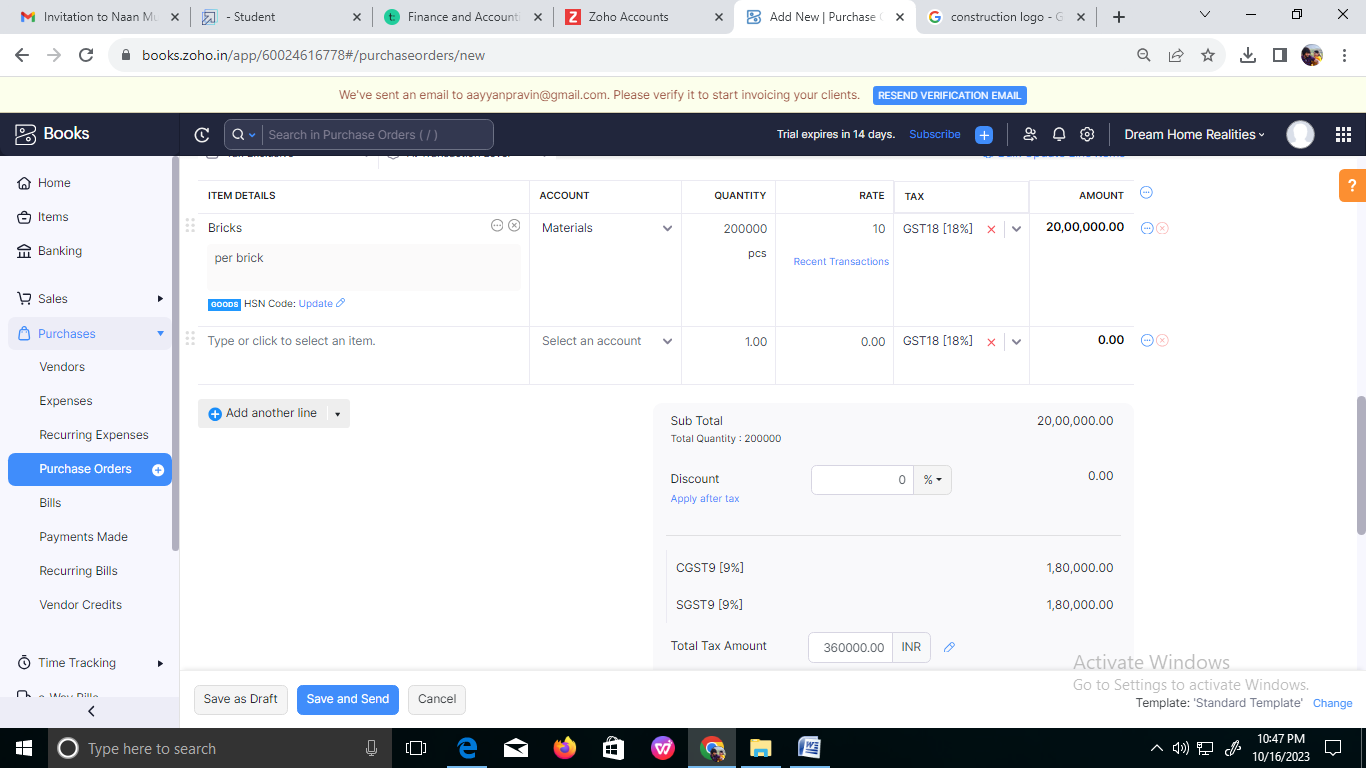 Invitation to Naan Mu
- Student
Finance and Account
Zoho Accounts
Add New | Purchase
construction logo - G
books.zoho.in/app/60024616778#/purchaseorders/new
We've sent an email to aayyanpravin@gmail.com. Please verify it to start invoicing your clients.
RESEND VERIFICATION EMAIL
Books
Search in Purchase Orders ( / )
Trial expires in 14 days.
Subscribe
Dream Home Realities
Home
Items
Banking
Sales
Purchases
Vendors
Expenses
Recurring Expenses
Purchase Orders
Bills
Payments Made
Recurring Bills
Vendor Credits
Time Tracking
e-Way Bills
ITEM DETAILS
ACCOUNT
QUANTITY
RATE
TAX
AMOUNT
Bricks
Materials
200000
10
GST18 [18%]
20,00,000.00
per brick
pcs
Recent Transactions
GOODS HSN Code: Update
Type or click to select an item.
Select an account
1.00
0.00
GST18 [18%]
0.00
Add another line
Sub Total
20,00,000.00
Total Quantity : 200000
Discount
0
%
0.00
Apply after tax
CGST9 [9%]
1,80,000.00
SGST9 [9%]
1,80,000.00
Total Tax Amount
360000.00
INR
Activate Windows
Go to Settings to activate Windows.
Save as Draft
Save and Send
Cancel
Template: 'Standard Template'
Change
?
Type here to search
10:47 PM
10/16/2023